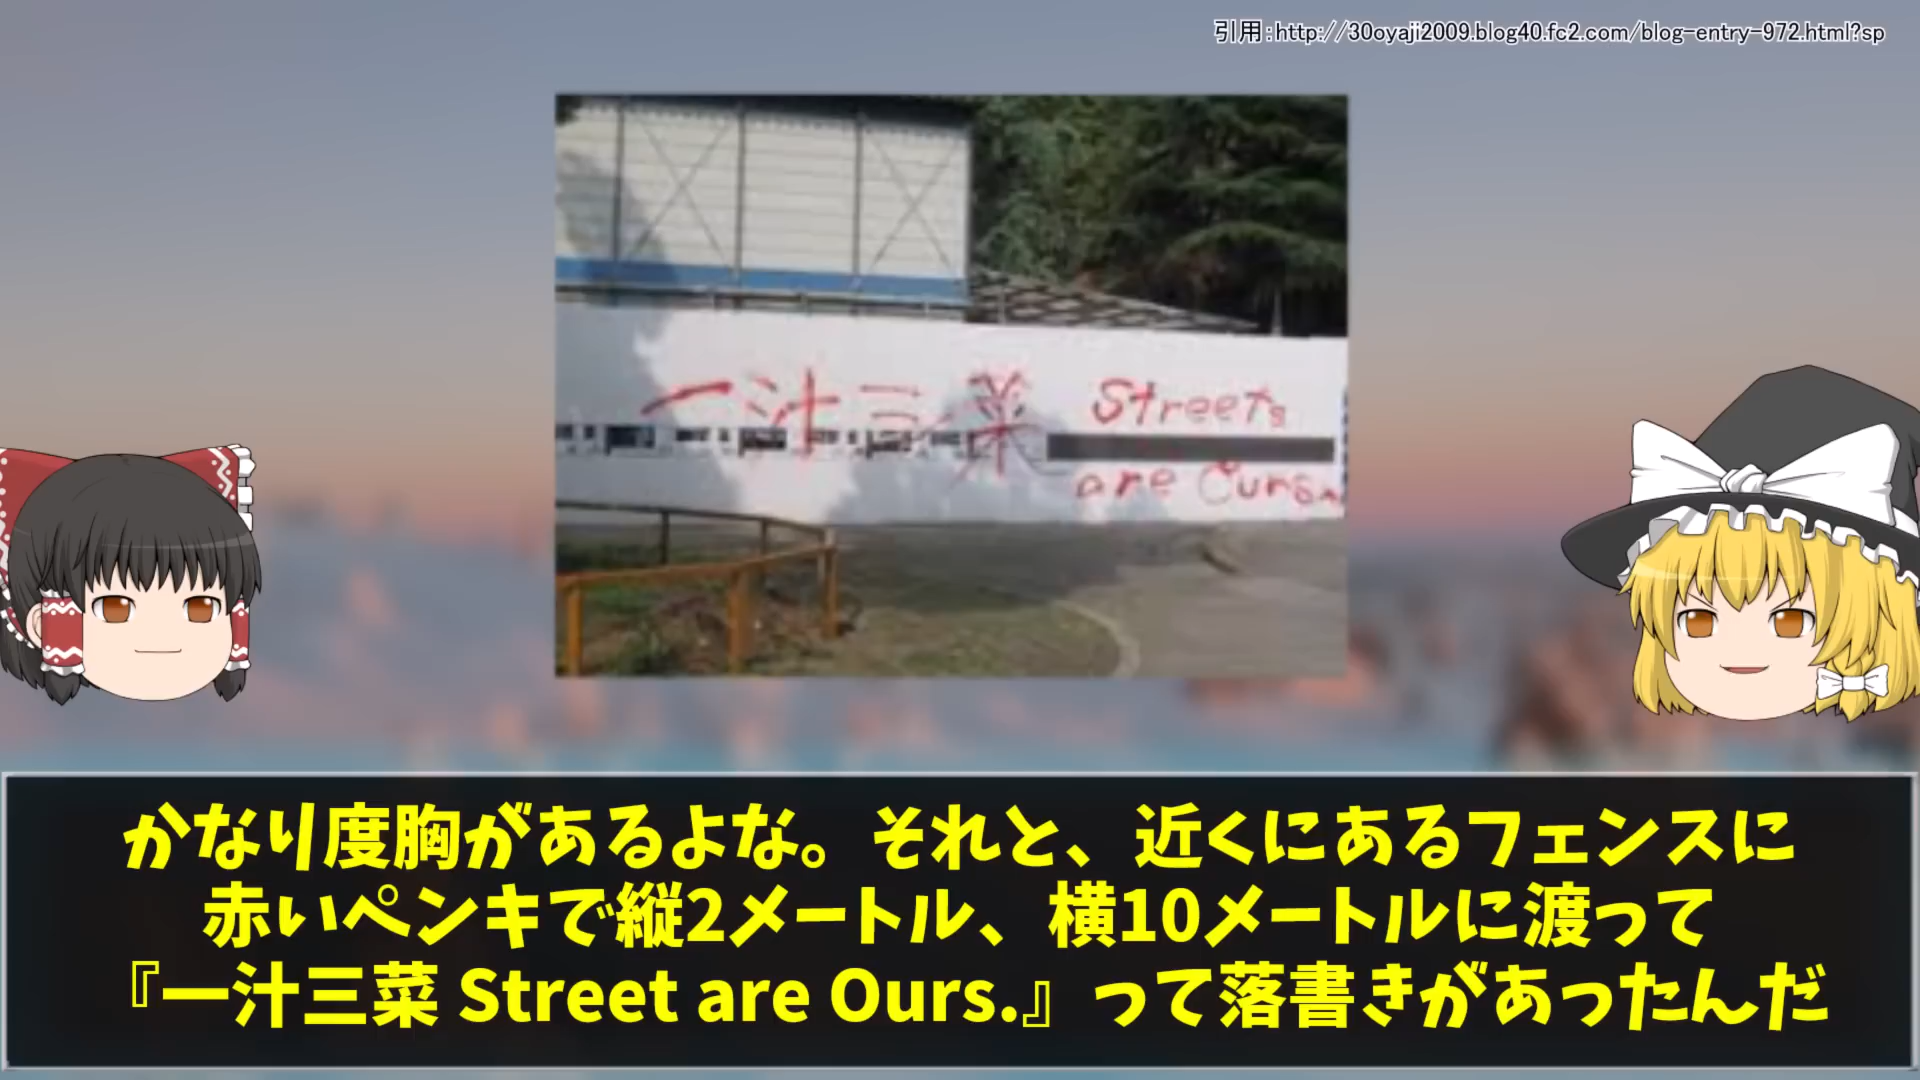 引用:http://30oyaji2009.blog40.fc2.com/blog-entry-972.html?sp
一汁三菜 Streets
are Ours.
かなり度胸があるよな。それと、近くにあるフェンスに
赤いペンキで縦2メートル、横10メートルに渡って
『一汁三菜 Street are Ours.』って落書きがあったんだ